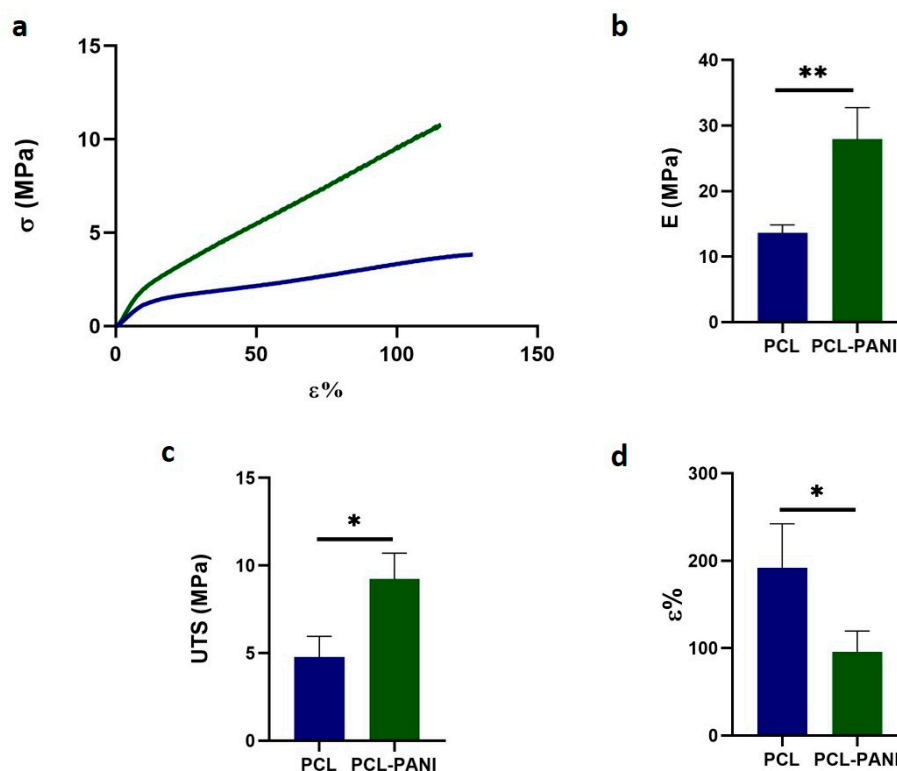 a
15
10
5
0
σ (MPa)
0 50 100 150
ε%
b
40
30
20
10
0
E (MPa)
**
PCL PCL-PANI
c
15
10
5
0
UTS (MPa)
*
PCL PCL-PANI
d
300
200
100
0
ε%
*
PCL PCL-PANI